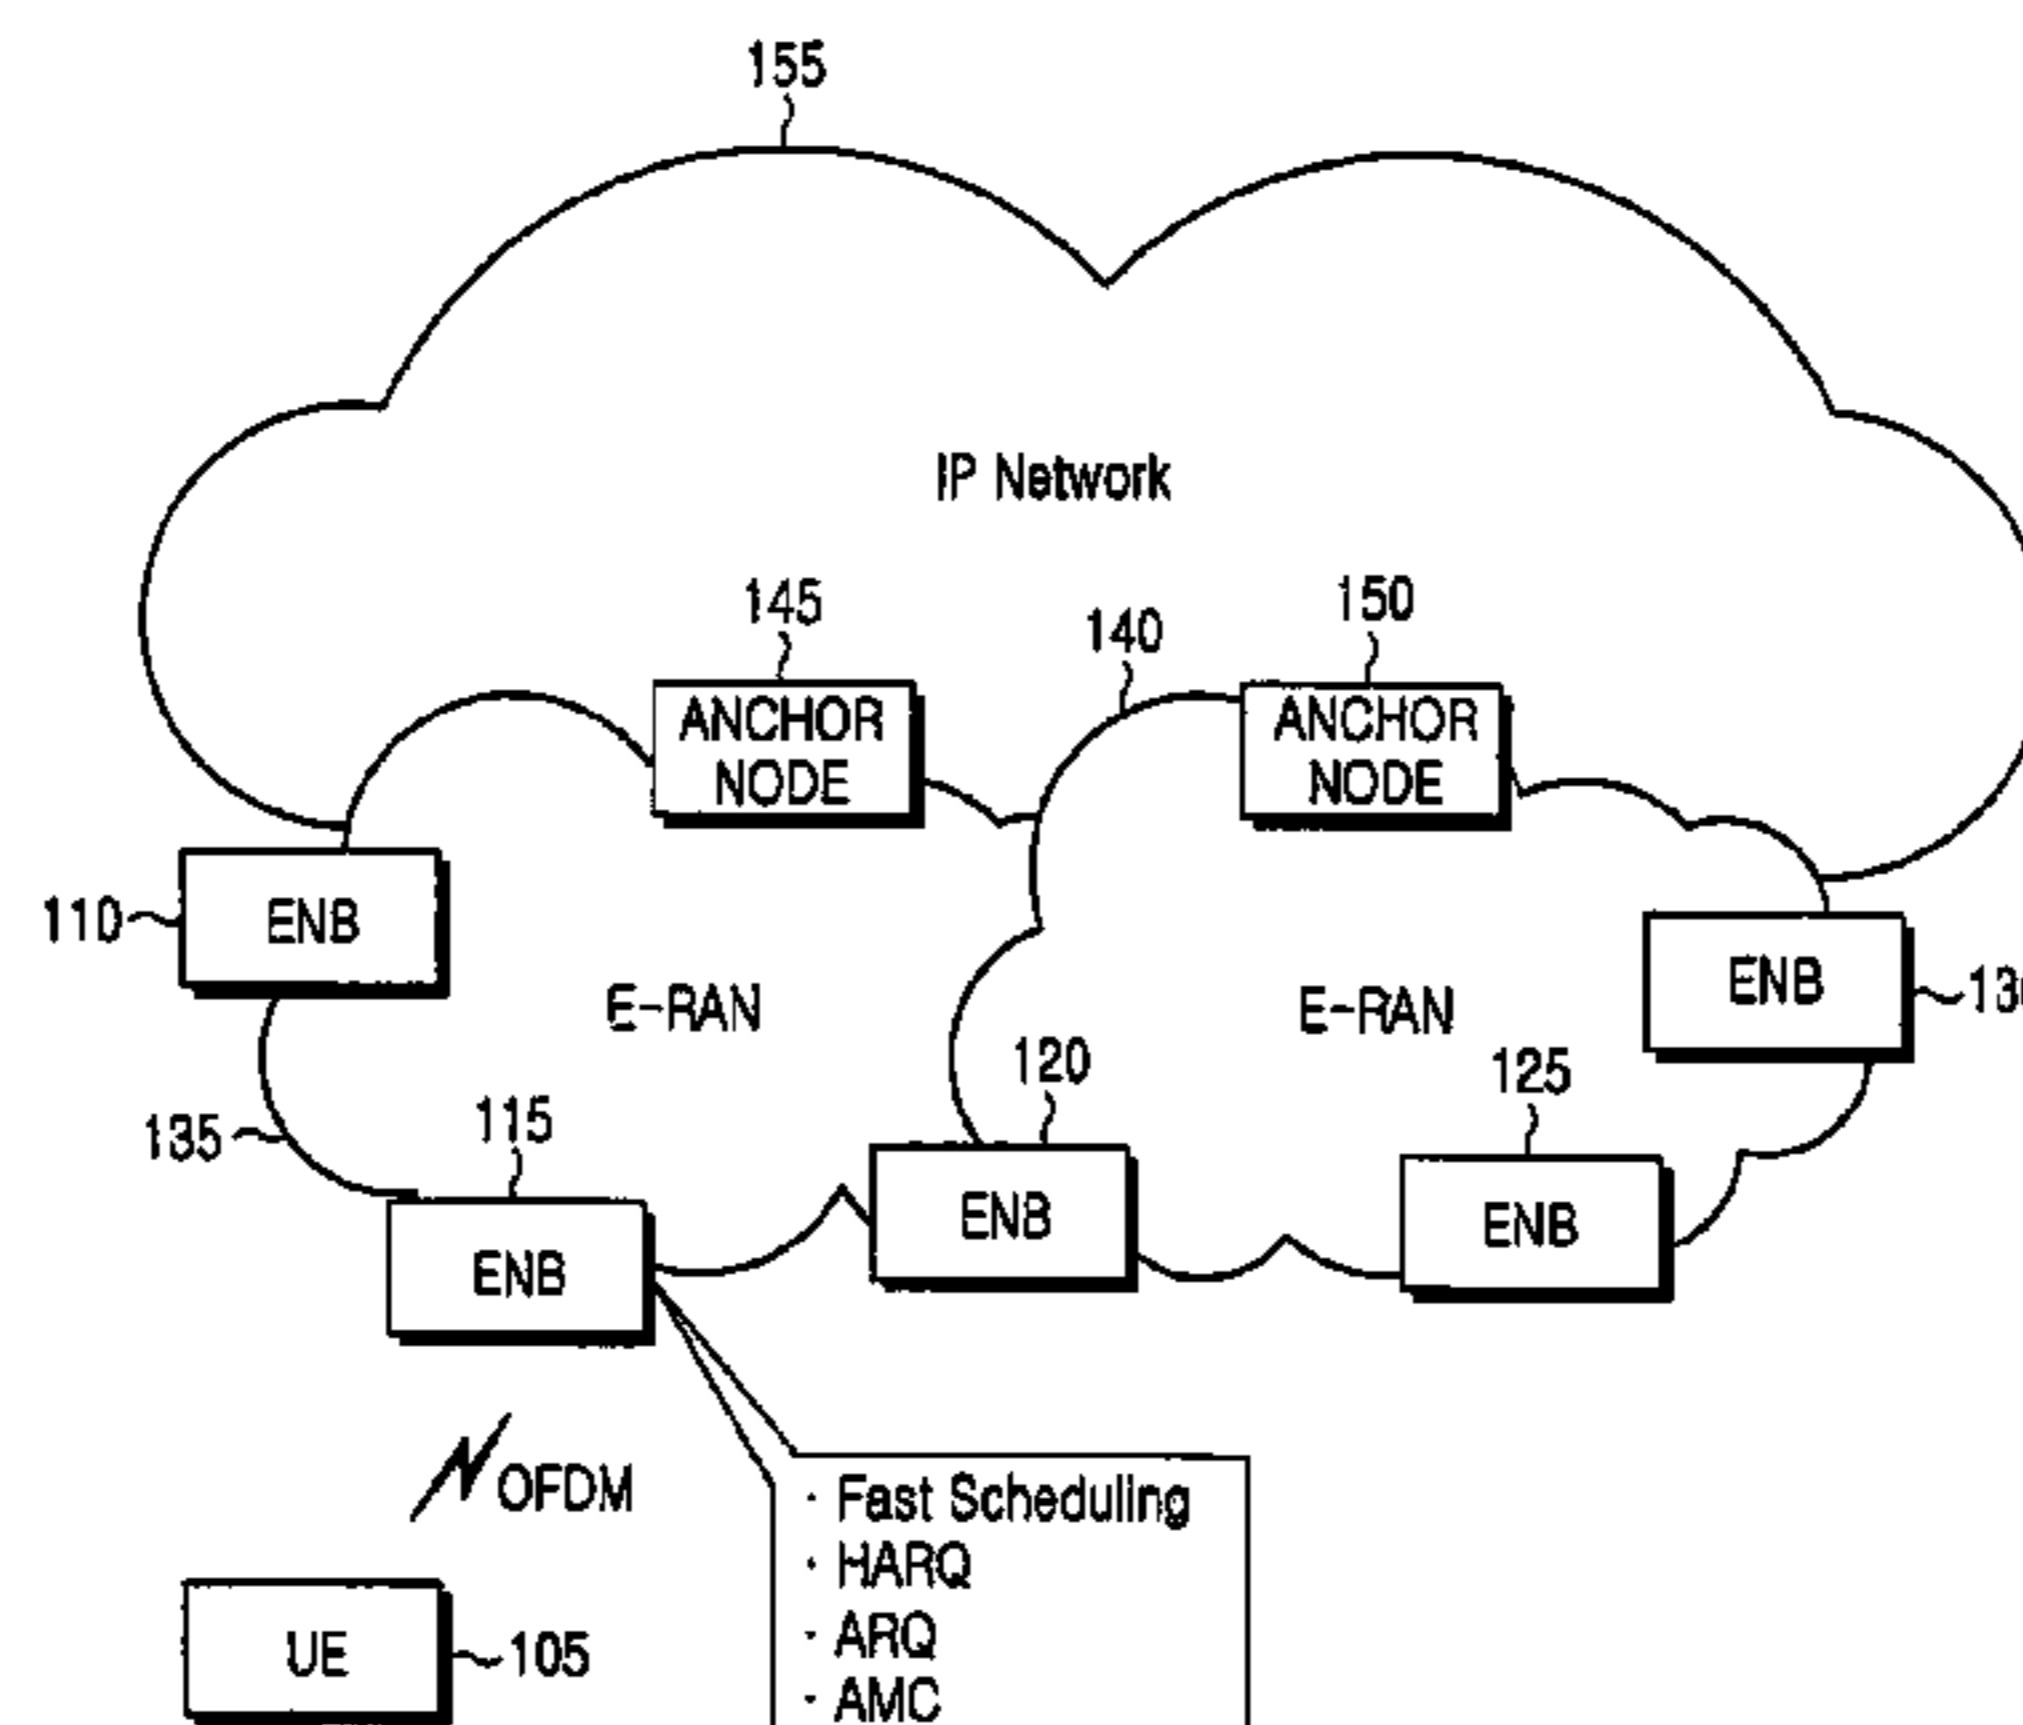 155
IP Network
145
140
150
ANCHOR
NODE
ANCHOR
NODE
110
ENB
E-RAN
E-RAN
ENB
135
115
120
125
ENB
ENB
ENB
OFDM
· Fast Scheduling
· HARQ
· ARQ
· AMC
UE
105